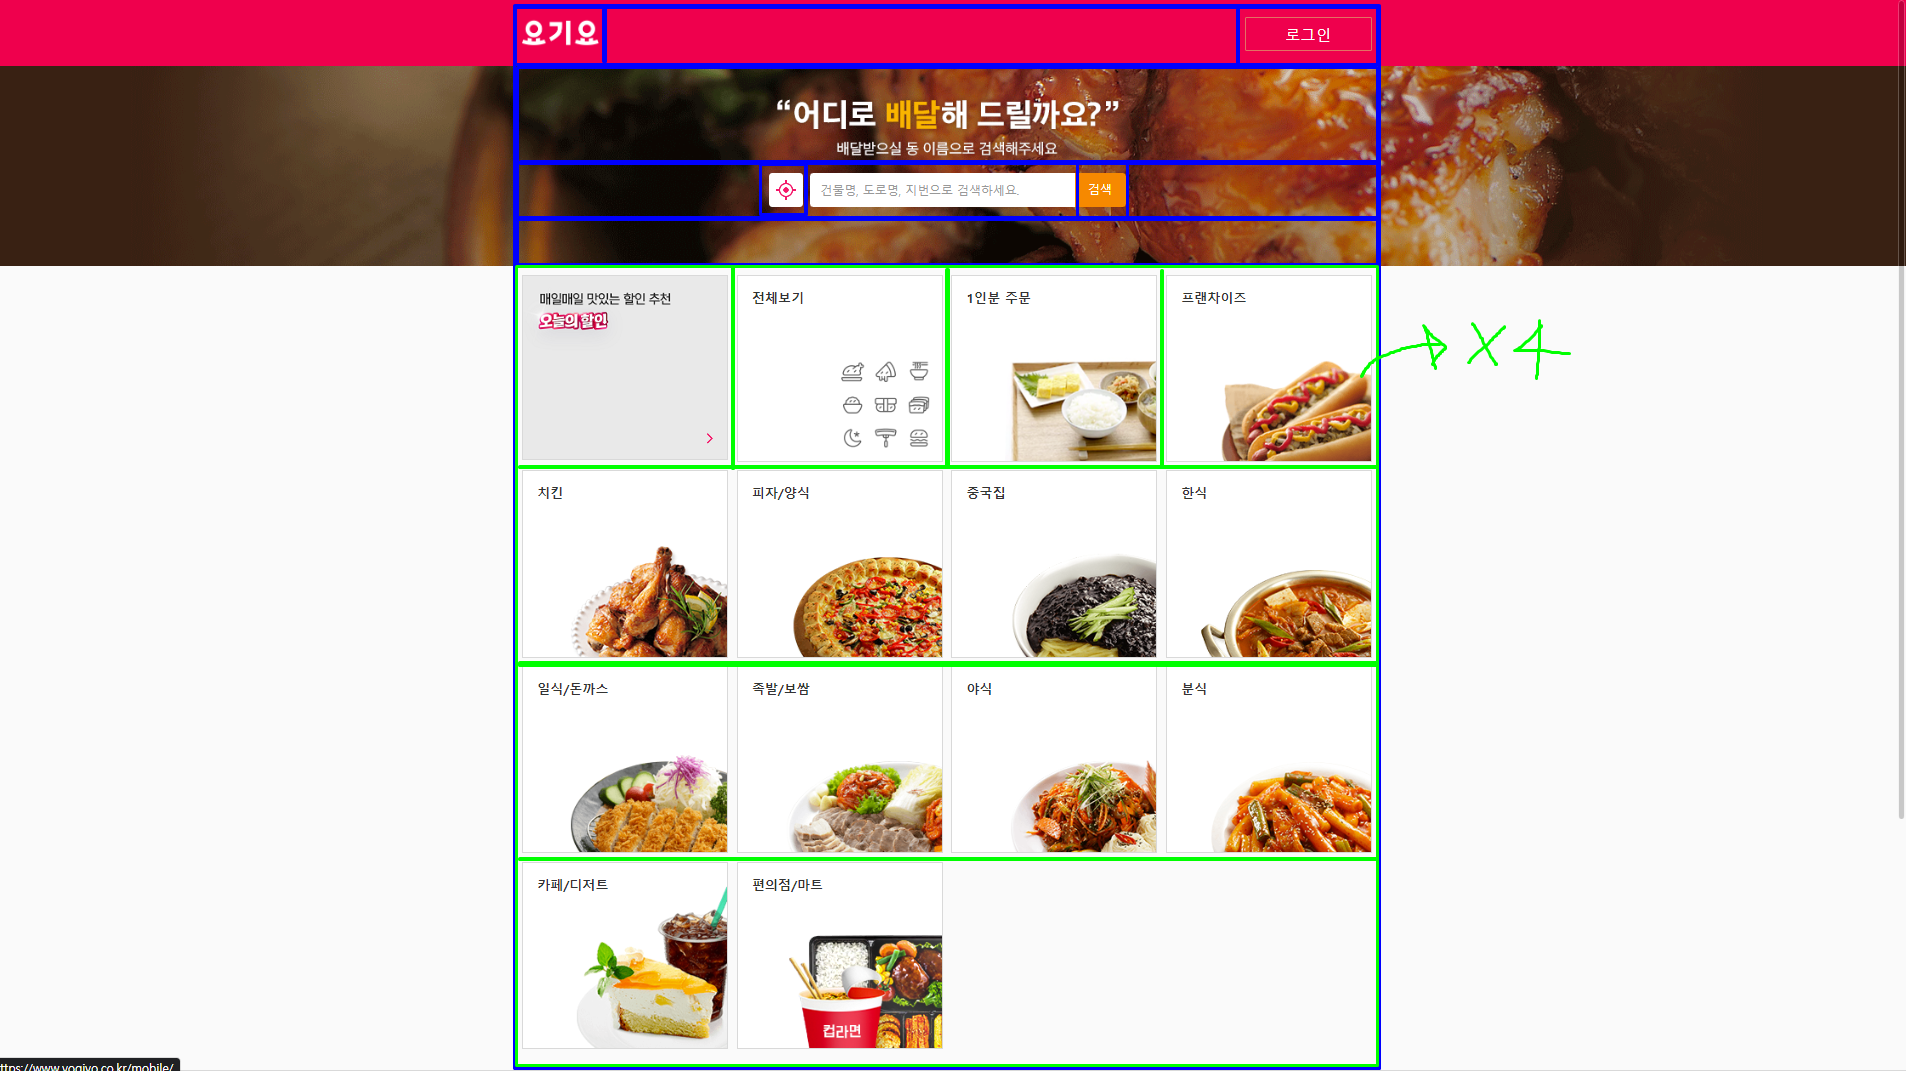 요기요
로그인
“어디로 배달해 드릴까요?”
배달받으실 동 이름으로 검색해주세요
건물명, 도로명, 지번으로 검색하세요.
검색
매일매일 맛있는 할인 추천
오늘의 할인
전체보기
1인분 주문
프랜차이즈
X4
치킨
피자/양식
중국집
한식
일식/돈까스
족발/보쌈
야식
분식
카페/디저트
편의점/마트
컵라면
ttps://www.yogiyo.co.kr/mobile/